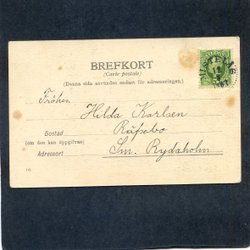 BREFKORT
(Carte postale)
(Denna sida användes endast för adresseringen.)
Fröken
Hilda Karlsen
Bostad
Råfsebo
(om den kan uppgifvas)
Adressort
Sm. Rydaholm